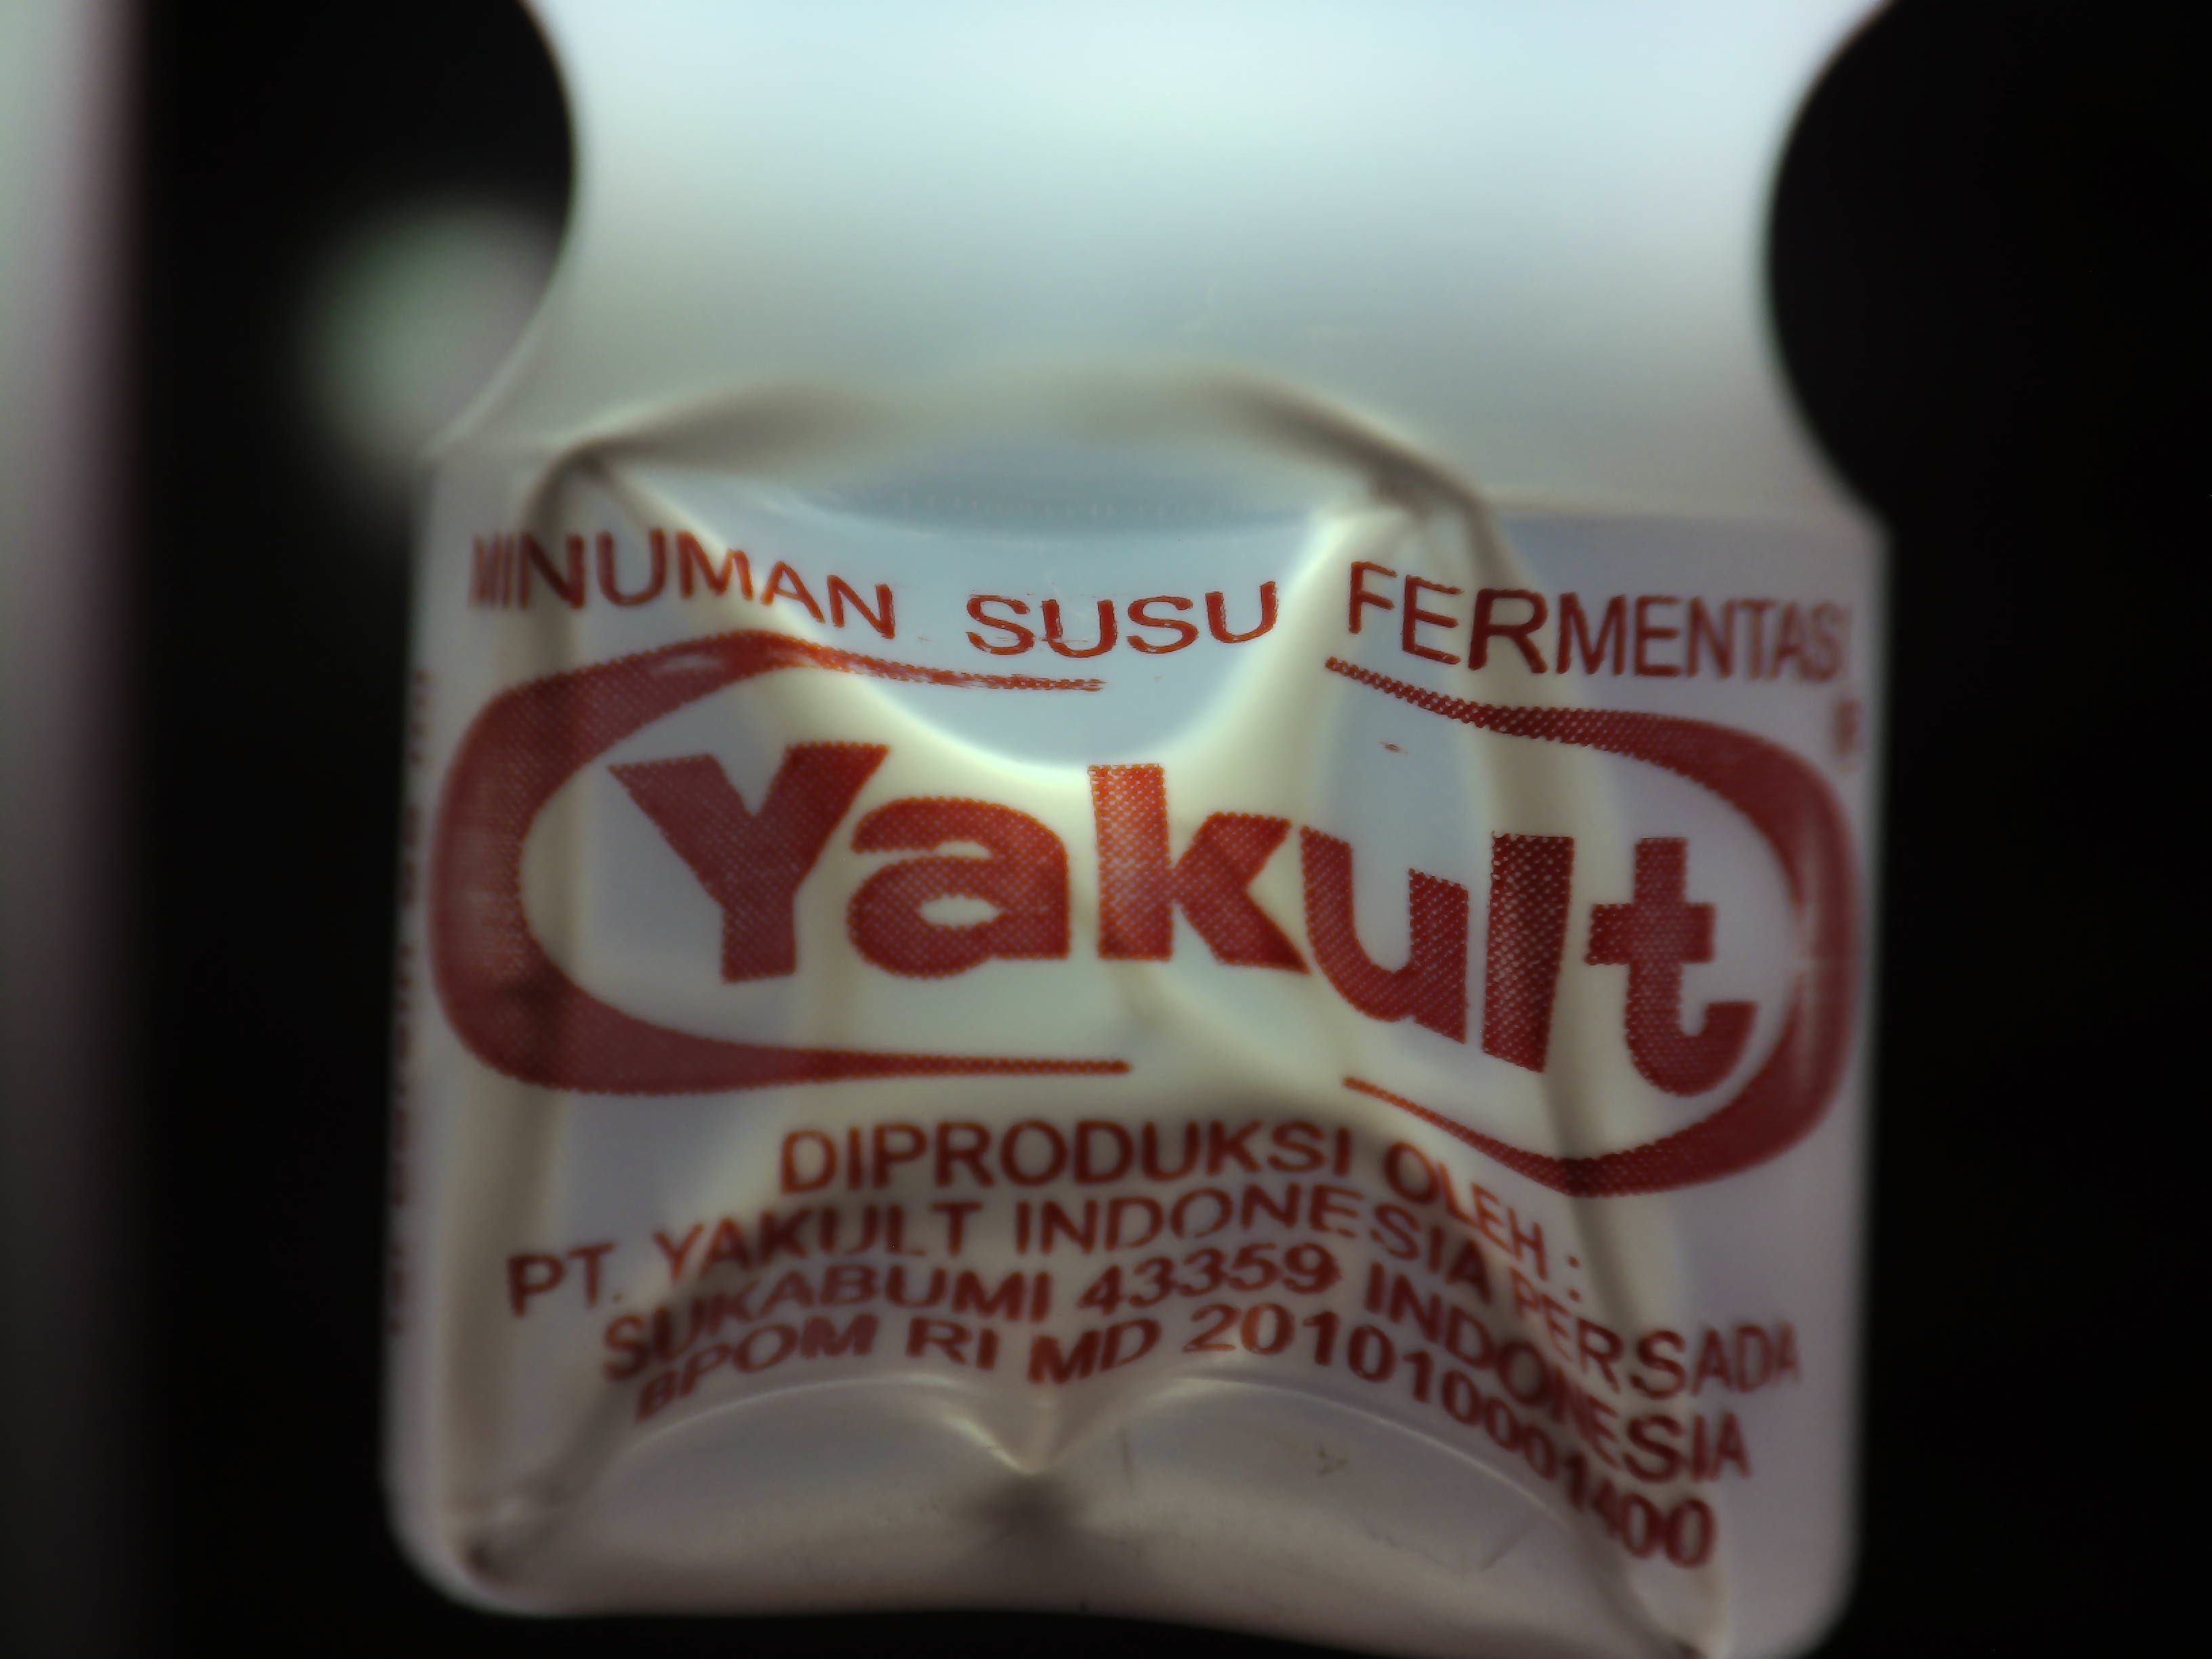 MINUMAN SUSU FERMENTASI
Yakult
DIPRODUKSI OLEH :
PT. YAKULT INDONESIA PERSADA
SUKABUMI 43359 INDONESIA
BPOM RI MD 201010001400